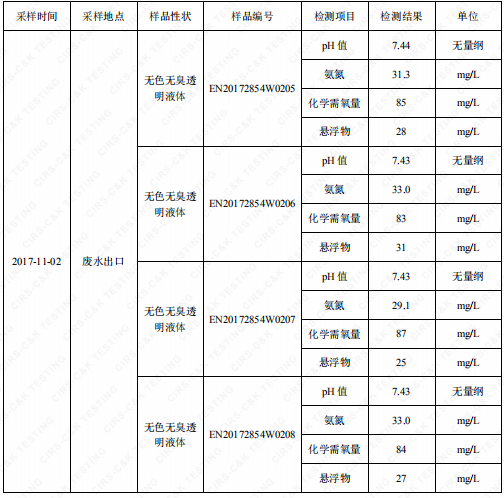 采样时间 采样地点 样品性状 样品编号 检测项目 检测结果 单位
2017-11-02 废水出口 无色无臭透明液体 EN20172854W0205 pH 值 7.44 无量纲
氨氮 31.3 mg/L
化学需氧量 85 mg/L
悬浮物 28 mg/L
无色无臭透明液体 EN20172854W0206 pH 值 7.43 无量纲
氨氮 33.0 mg/L
化学需氧量 83 mg/L
悬浮物 31 mg/L
无色无臭透明液体 EN20172854W0207 pH 值 7.43 无量纲
氨氮 29.1 mg/L
化学需氧量 87 mg/L
悬浮物 25 mg/L
无色无臭透明液体 EN20172854W0208 pH 值 7.43 无量纲
氨氮 33.0 mg/L
化学需氧量 84 mg/L
悬浮物 27 mg/L